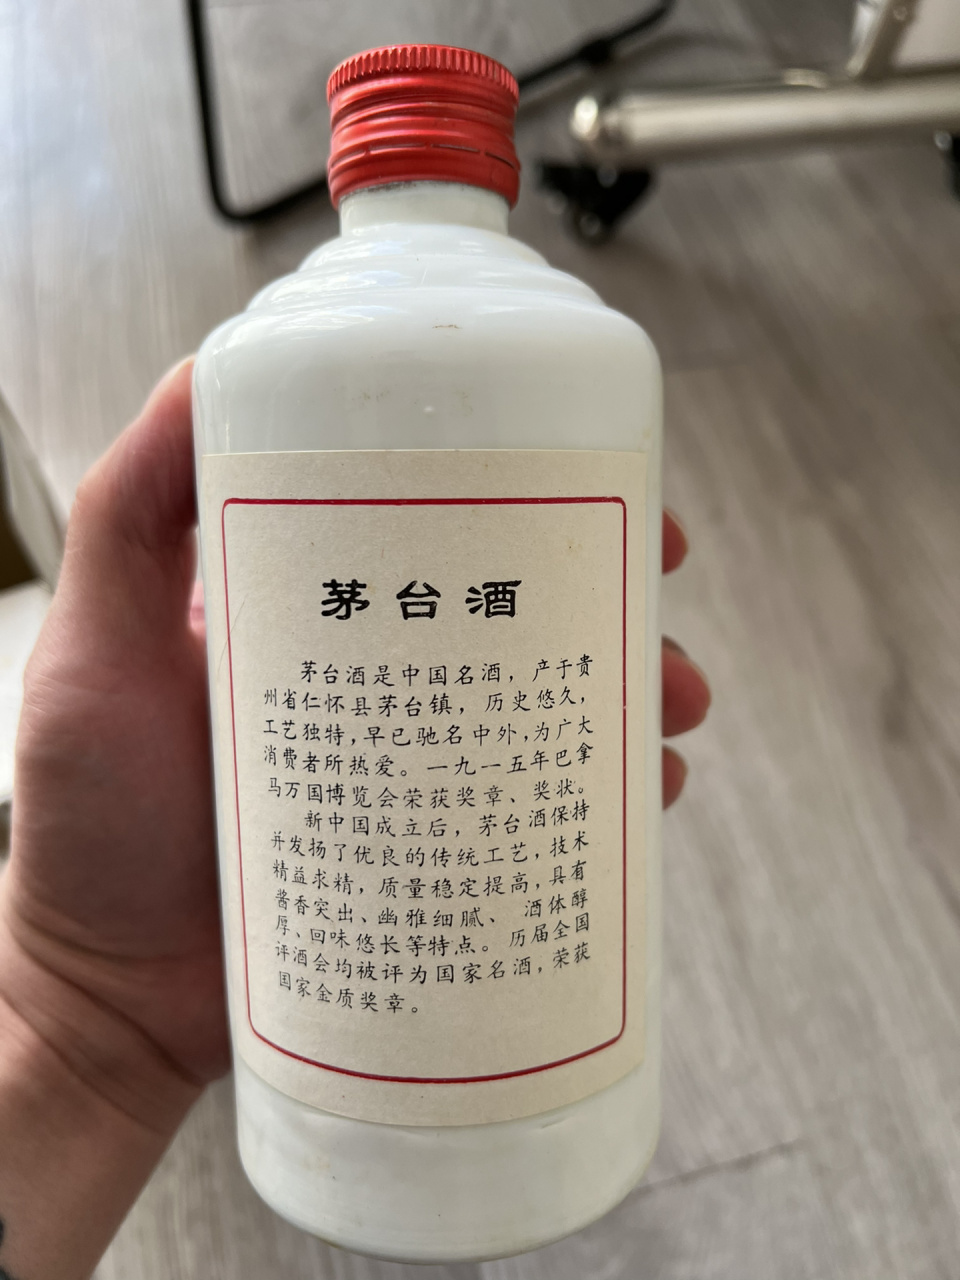 茅台酒
茅台酒是中国名酒，产于贵
州省仁怀县茅台镇，历史悠久，
工艺独特，早已驰名中外，为广大
消费者所热爱。一九一五年巴拿
马万国博览会荣获奖章、奖状。
新中国成立后，茅台酒保持
并发扬了优良的传统工艺，技术
精益求精，质量稳定提高，具有
酱香突出、幽雅细腻、酒体醇
厚、回味悠长等特点。历届全国
评酒会均被评为国家名酒，荣获
国家金质奖章。